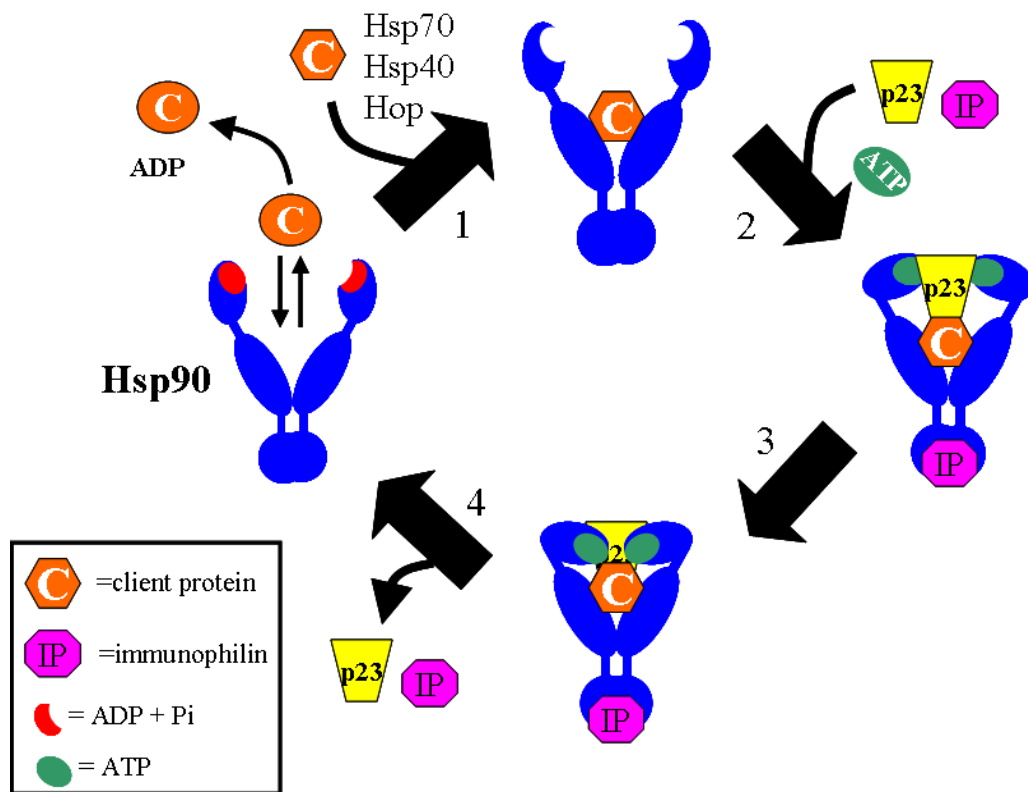 C
Hsp70
Hsp40
Hop
C
ADP
C
1
C
p23
IP
ATP
2
p23
C
IP
Hsp90
3
4
C
IP
p23
IP
C =client protein
IP =immunophilin
= ADP + Pi
= ATP